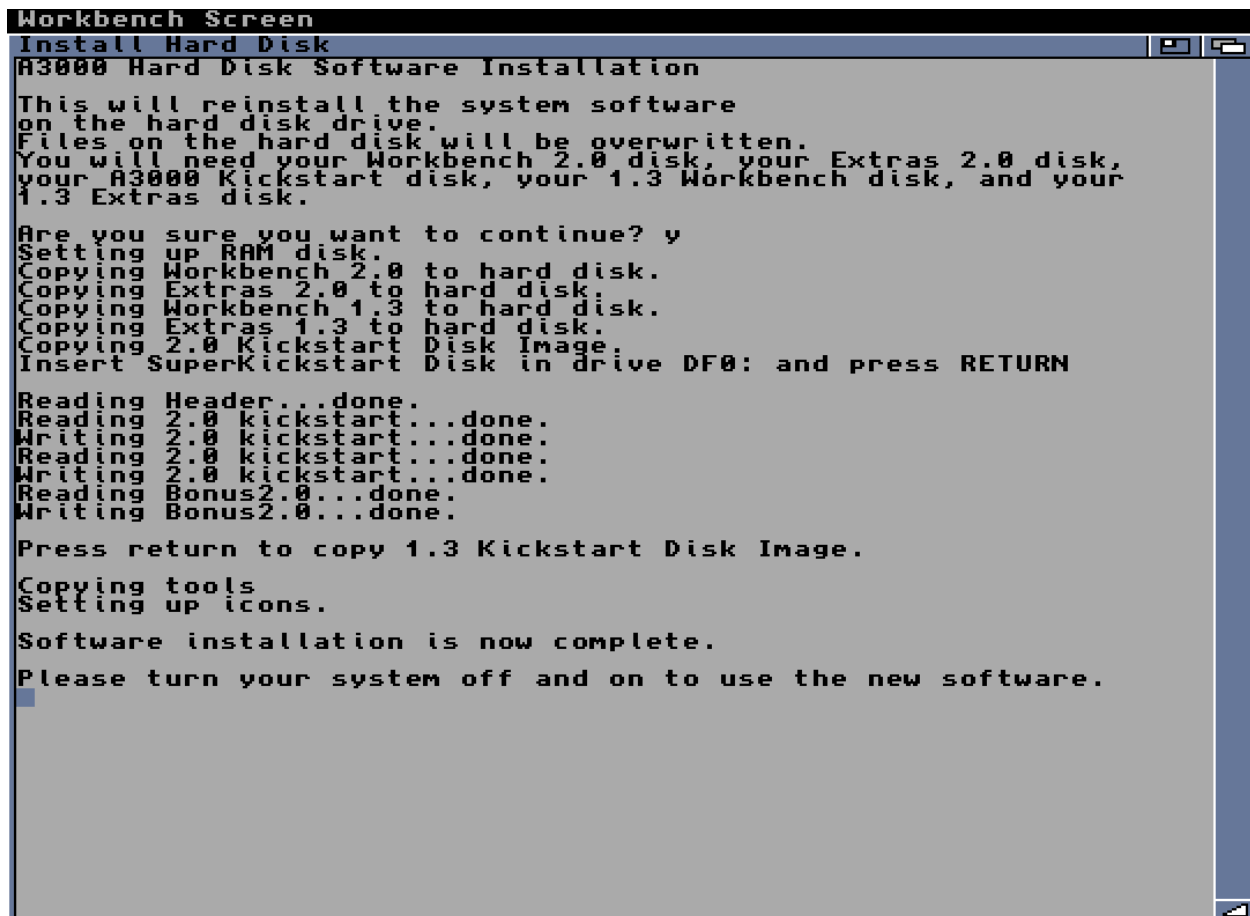 Workbench Screen
Install Hard Disk
A3000 Hard Disk Software Installation
This will reinstall the system software
on the hard disk drive.
Files on the hard disk will be overwritten.
You will need your Workbench 2.0 disk, your Extras 2.0 disk,
your A3000 Kickstart disk, your 1.3 Workbench disk, and your
1.3 Extras disk.
Are you sure you want to continue? y
Setting up RAM disk.
Copying Workbench 2.0 to hard disk.
Copying Extras 2.0 to hard disk.
Copying Workbench 1.3 to hard disk.
Copying Extras 1.3 to hard disk.
Copying 2.0 Kickstart Disk Image.
Insert SuperKickstart Disk in drive DF0: and press RETURN
Reading Header...done.
Reading 2.0 kickstart...done.
Writing 2.0 kickstart...done.
Reading 2.0 kickstart...done.
Writing 2.0 kickstart...done.
Reading Bonus2.0...done.
Writing Bonus2.0...done.
Press return to copy 1.3 Kickstart Disk Image.
Copying tools
Setting up icons.
Software installation is now complete.
Please turn your system off and on to use the new software.